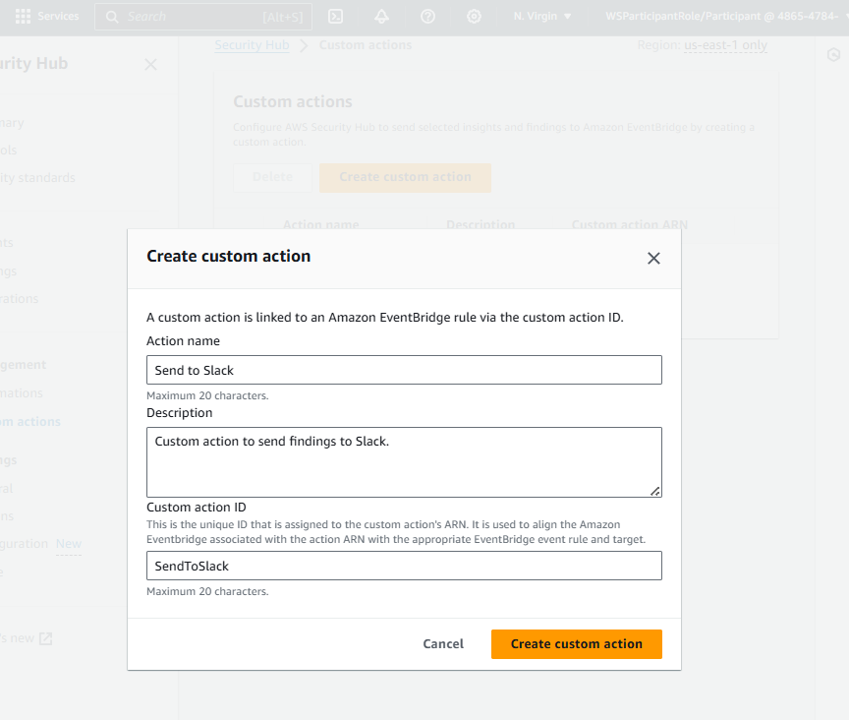 Services
Search
[Alt+S]
N. Virgin
WSParticipantRole/Participant @ 4865-4784-
urity Hub
Security Hub
Custom actions
Region: us-east-1 only
Custom actions
Configure AWS Security Hub to send selected insights and findings to Amazon EventBridge by creating a
custom action.
Delete
Create custom action
Action name
Description
Custom action ARN
nary
ols
ity standards
ts
ngs
rations
gement
nations
m actions
ngs
ral
ns
guration New
e
's new
Create custom action
A custom action is linked to an Amazon EventBridge rule via the custom action ID.
Action name
Send to Slack
Maximum 20 characters.
Description
Custom action to send findings to Slack.
Custom action ID
This is the unique ID that is assigned to the custom action's ARN. It is used to align the Amazon
Eventbridge associated with the action ARN with the appropriate EventBridge event rule and target.
SendToSlack
Maximum 20 characters.
Cancel
Create custom action